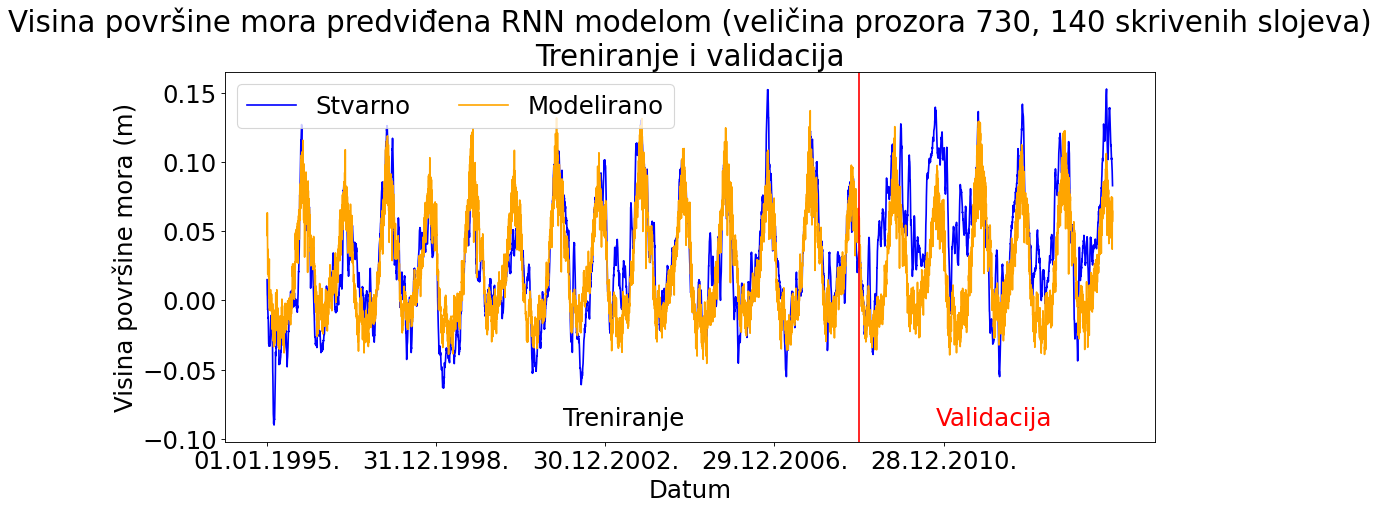 Visina površine mora predviđena RNN modelom (veličina prozora 730, 140 skrivenih slojeva)
Treniranje i validacija
Stvarno
Modelirano
Visina površine mora (m)
0.15
0.10
0.05
0.00
−0.05
−0.10
Treniranje
Validacija
01.01.1995.
31.12.1998.
30.12.2002.
29.12.2006.
28.12.2010.
Datum